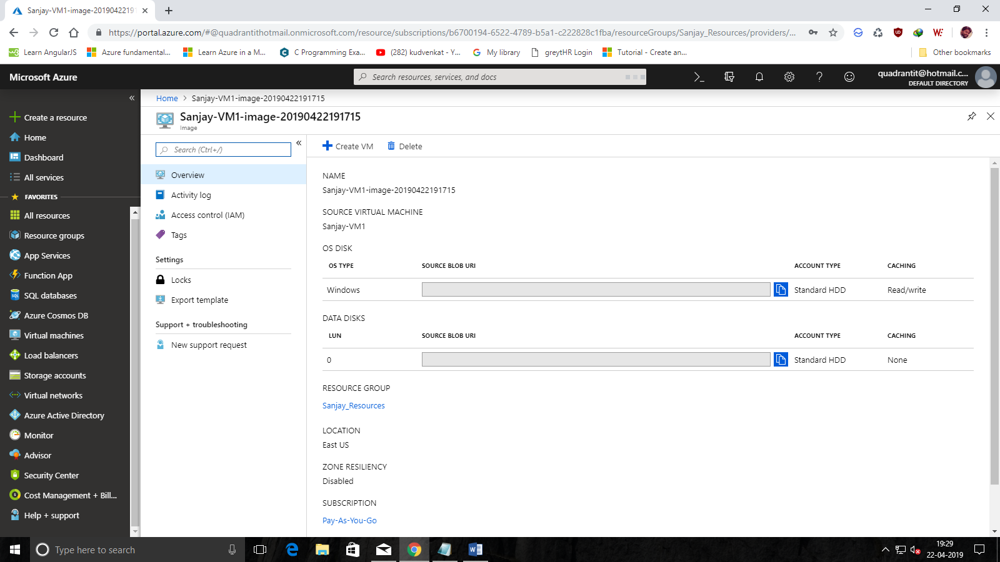 Sanjay-VM1-image-2019042219
https://portal.azure.com/#@quadrantithotmail.onmicrosoft.com/resource/subscriptions/b6700194-6522-4789-b5a1-c222828c1fba/resourceGroups/Sanjay_Resources/providers/...
Learn AngularJS
Azure fundamental...
Learn Azure in a M...
C Programming Exa...
(282) kudvenkat - Y...
My library
greytHR Login
Tutorial - Create an...
Other bookmarks
Microsoft Azure
Search resources, services, and docs
quadrantit@hotmail.c...
DEFAULT DIRECTORY
Create a resource
Home
Dashboard
All services
FAVORITES
All resources
Resource groups
App Services
Function App
SQL databases
Azure Cosmos DB
Virtual machines
Load balancers
Storage accounts
Virtual networks
Azure Active Directory
Monitor
Advisor
Security Center
Cost Management + Bill...
Help + support
Home > Sanjay-VM1-image-20190422191715
Sanjay-VM1-image-20190422191715
Image
Search (Ctrl+/)
Overview
Activity log
Access control (IAM)
Tags
Settings
Locks
Export template
Support + troubleshooting
New support request
Create VM
Delete
NAME
Sanjay-VM1-image-20190422191715
SOURCE VIRTUAL MACHINE
Sanjay-VM1
OS DISK
OS TYPE SOURCE BLOB URI ACCOUNT TYPE CACHING
Windows Standard HDD Read/write
DATA DISKS
LUN SOURCE BLOB URI ACCOUNT TYPE CACHING
0 Standard HDD None
RESOURCE GROUP
Sanjay_Resources
LOCATION
East US
ZONE RESILIENCY
Disabled
SUBSCRIPTION
Pay-As-You-Go
Type here to search
19:29
22-04-2019